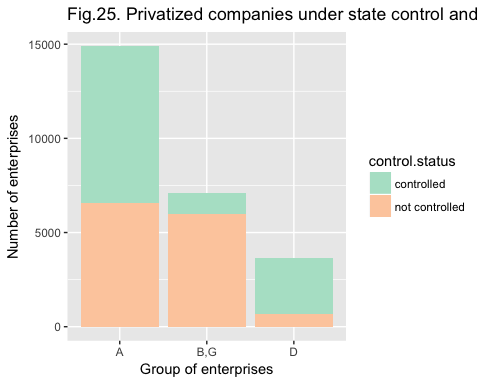 Fig.25. Privatized companies under state control and
15000
10000
5000
0
Number of enterprises
A
B,G
D
Group of enterprises
control.status
controlled
not controlled